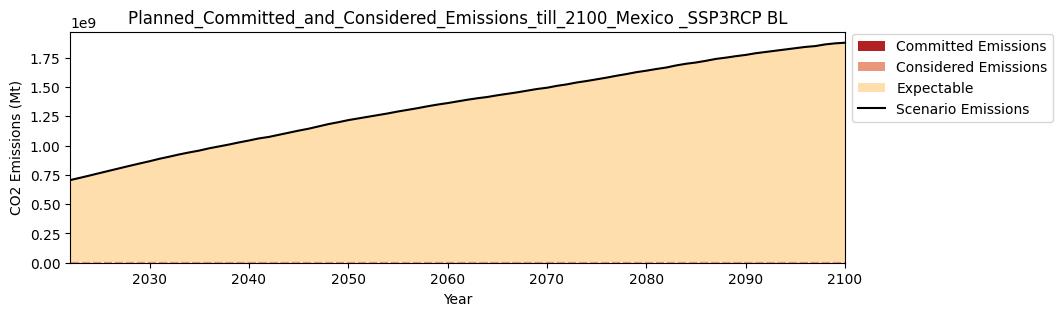 Planned_Committed_and_Considered_Emissions_till_2100_Mexico _SSP3RCP BL
1e9
1.75
1.50
1.25
1.00
0.75
0.50
0.25
0.00
CO2 Emissions (Mt)
2030 2040 2050 2060 2070 2080 2090 2100
Year
Committed Emissions
Considered Emissions
Expectable
Scenario Emissions